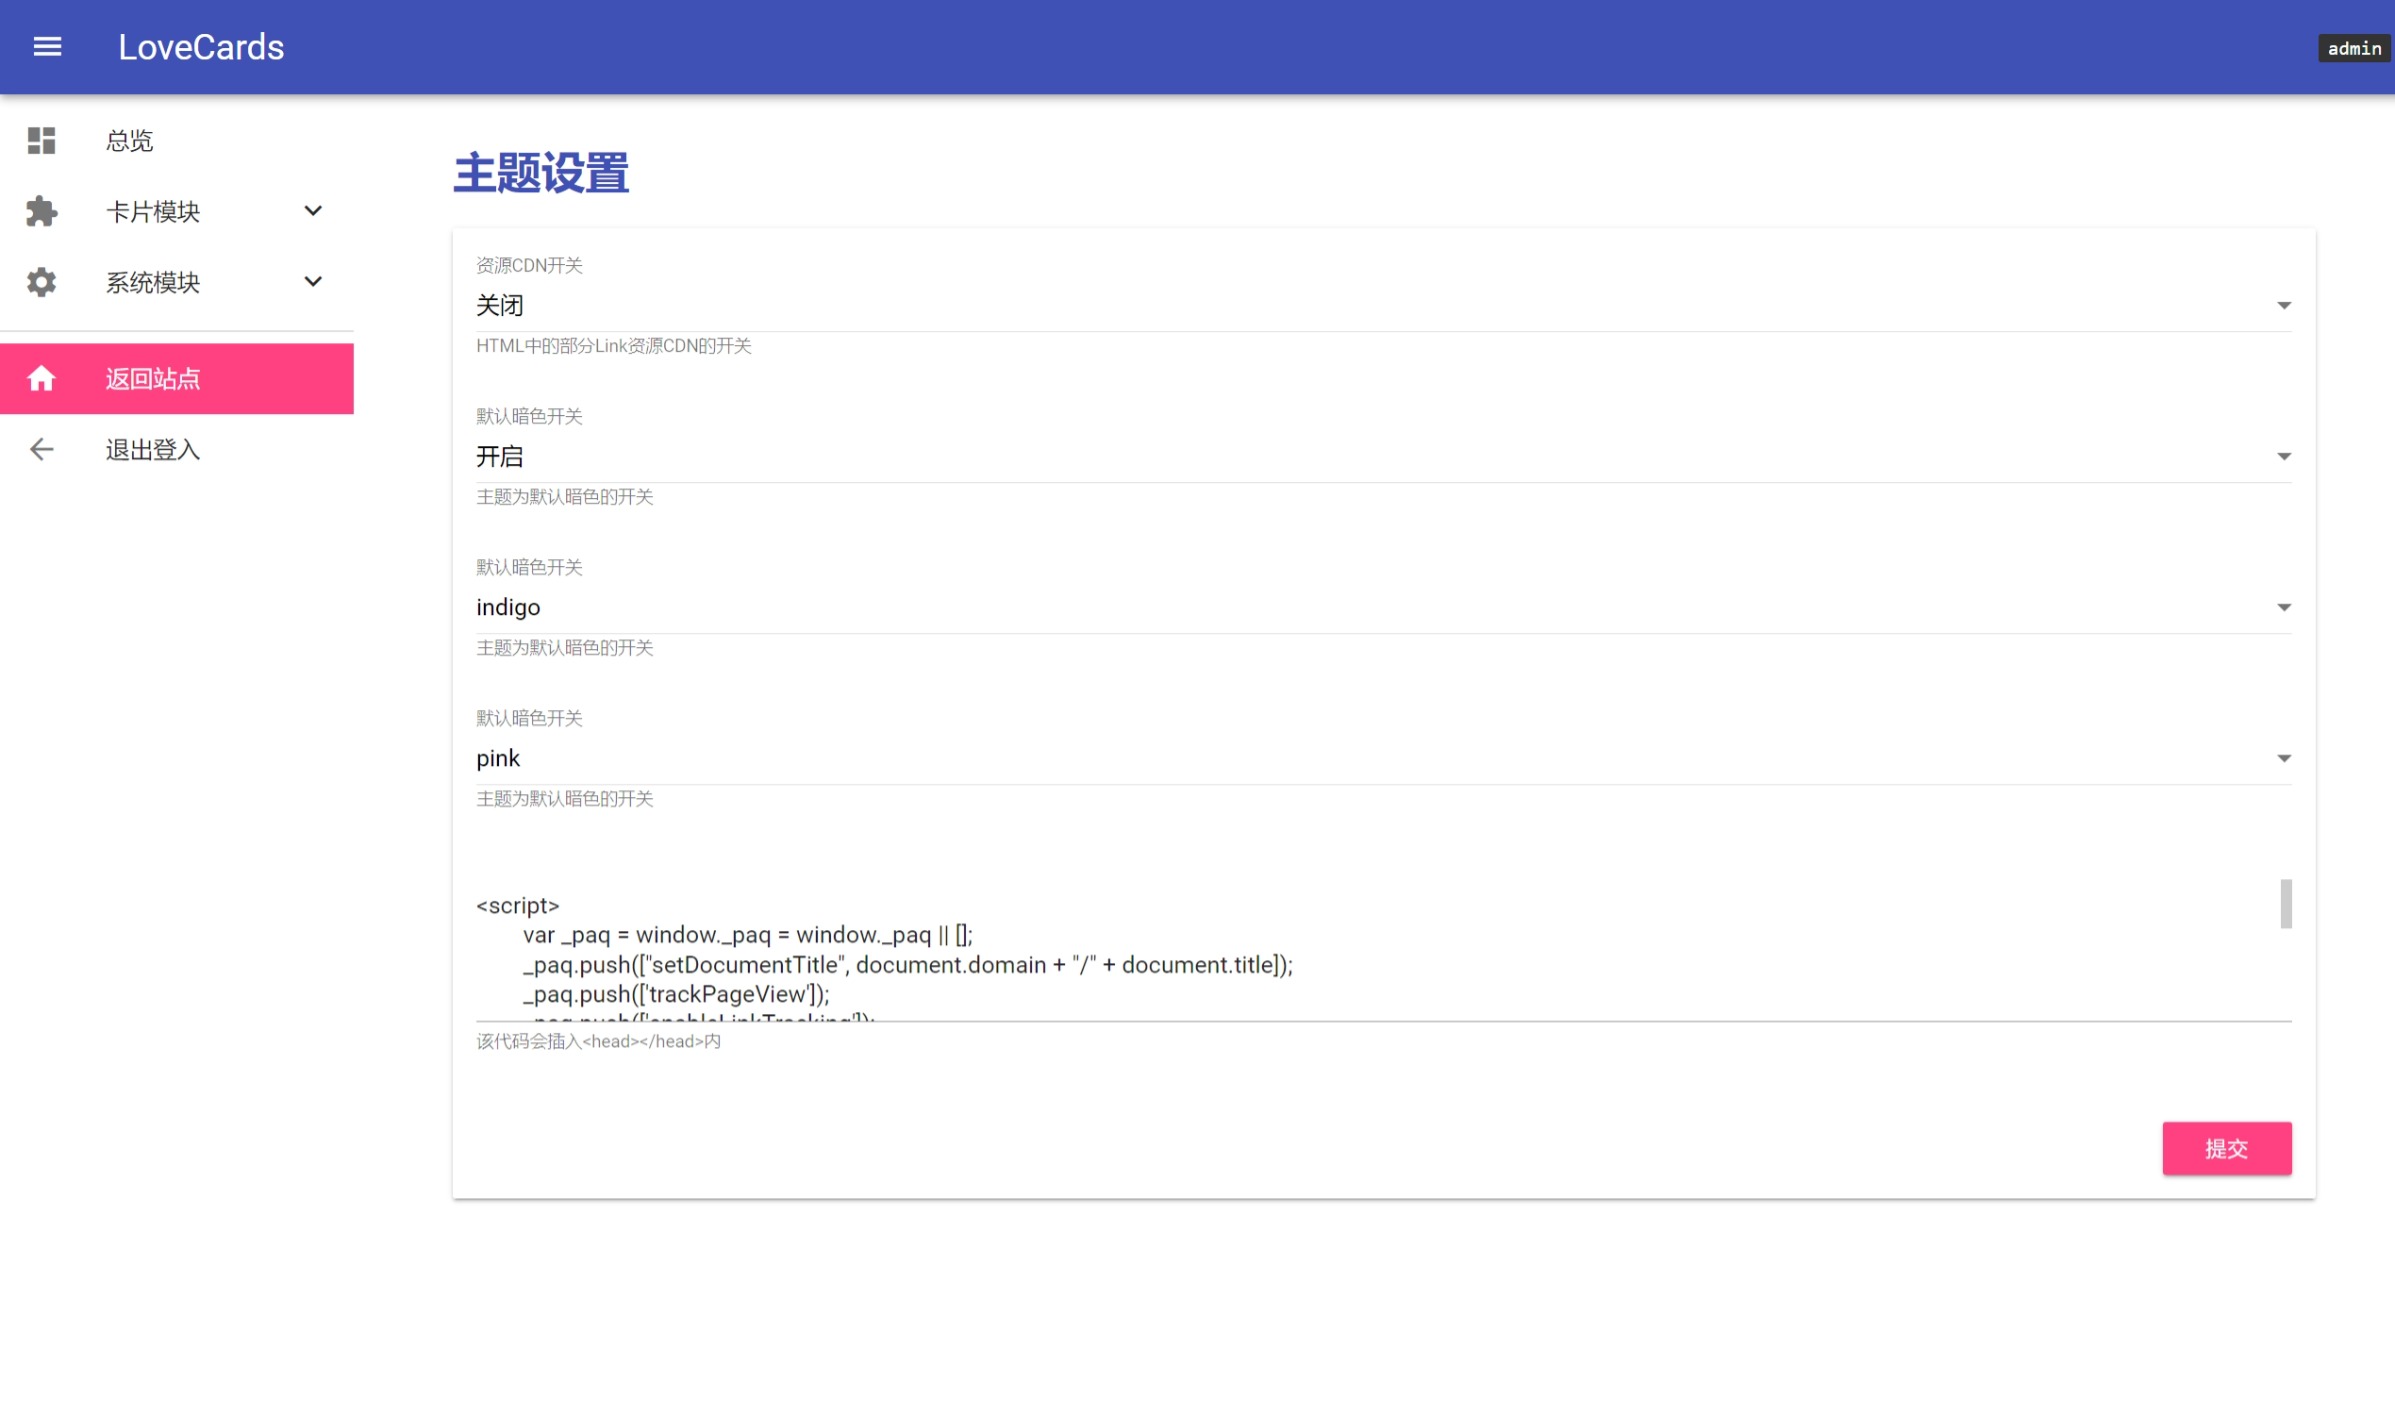 LoveCards
admin
总览
卡片模块
系统模块
返回站点
退出登入
主题设置
资源CDN开关
关闭
HTML中的部分Link资源CDN的开关
默认暗色开关
开启
主题为默认暗色的开关
默认暗色开关
indigo
主题为默认暗色的开关
默认暗色开关
pink
主题为默认暗色的开关
<script>
var _paq = window._paq = window._paq || [];
_paq.push(["setDocumentTitle", document.domain + "/" + document.title]);
_paq.push(['trackPageView']);
_paq.push(['enableLinkTracking']);
该代码会插入<head></head>内
提交